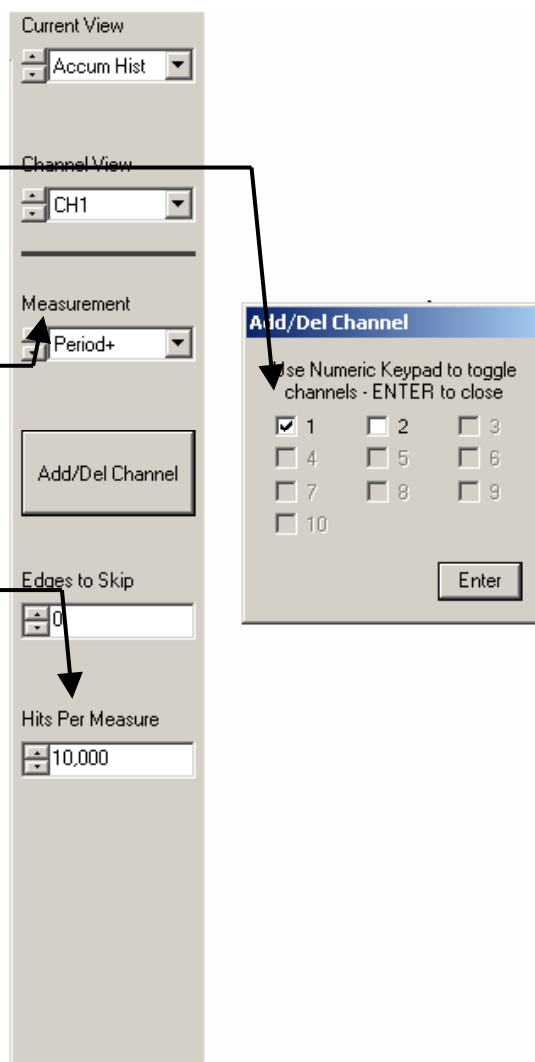 Current View
Accum Hist
Channel View
CH1
Measurement
Period+
Add/Del Channel
Edges to Skip
0
Hits Per Measure
10,000
Add/Del Channel
Use Numeric Keypad to toggle
channels - ENTER to close
1 2 3
4 5 6
7 8 9
10
Enter